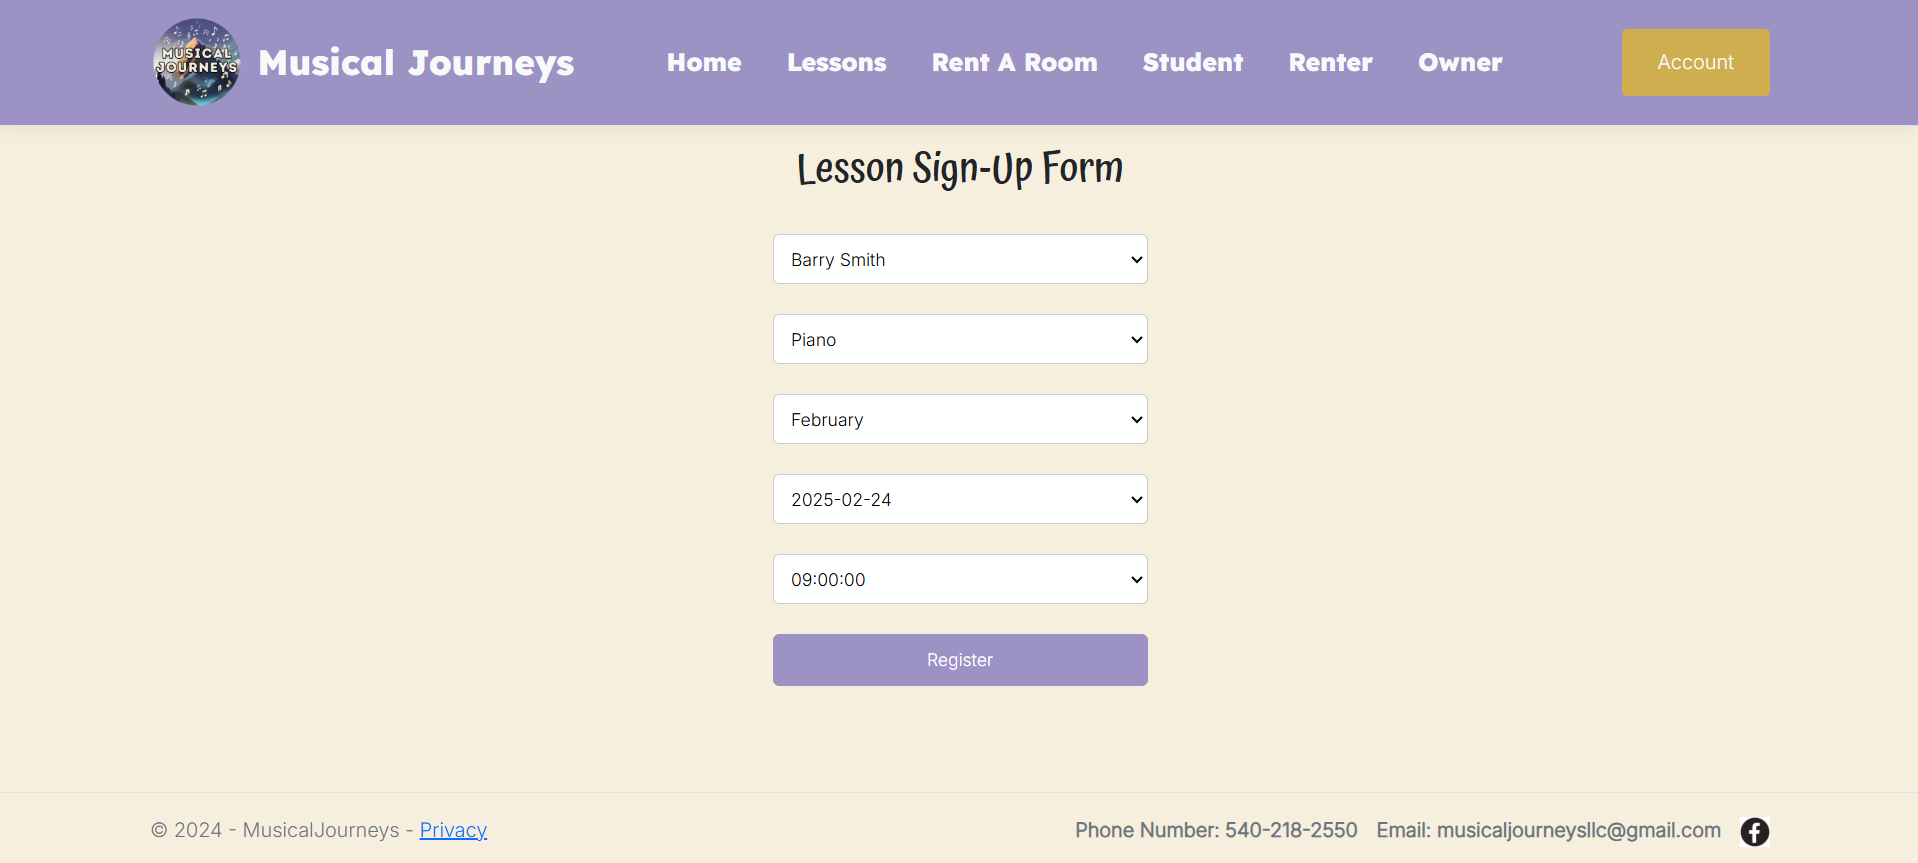 MUSICAL
JOURNEYS
Musical Journeys Home Lessons Rent A Room Student Renter Owner Account
Lesson Sign-Up Form
Barry Smith
Piano
February
2025-02-24
09:00:00
Register
© 2024 - MusicalJourneys - Privacy Phone Number: 540-218-2550 Email: musicaljourneysllc@gmail.com